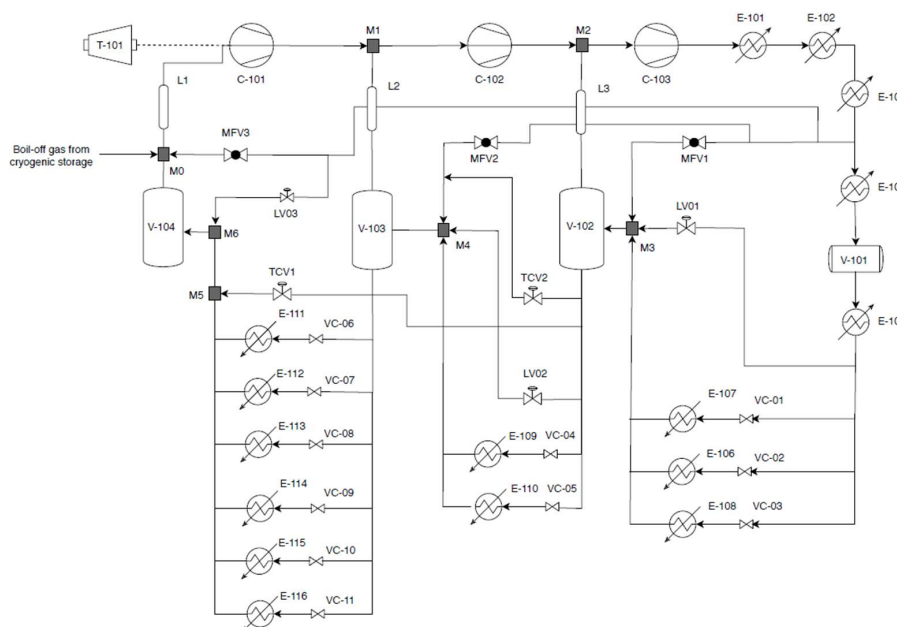 E-101
E-102
M1
M2
T-101
C-101
C-102
C-103
L1
L2
L3
E-10
MFV3
MFV2
MFV1
Boil-off gas from
cryogenic storage
M0
E-10
LV03
LV01
V-104
M6
V-103
M4
V-102
M3
V-101
TCV1
TCV2
M5
E-10
E-111
VC-06
LV02
E-112
VC-07
E-107
VC-01
E-113
VC-08
E-109
VC-04
E-106
VC-02
E-114
VC-09
E-110
VC-05
E-108
VC-03
E-115
VC-10
E-116
VC-11